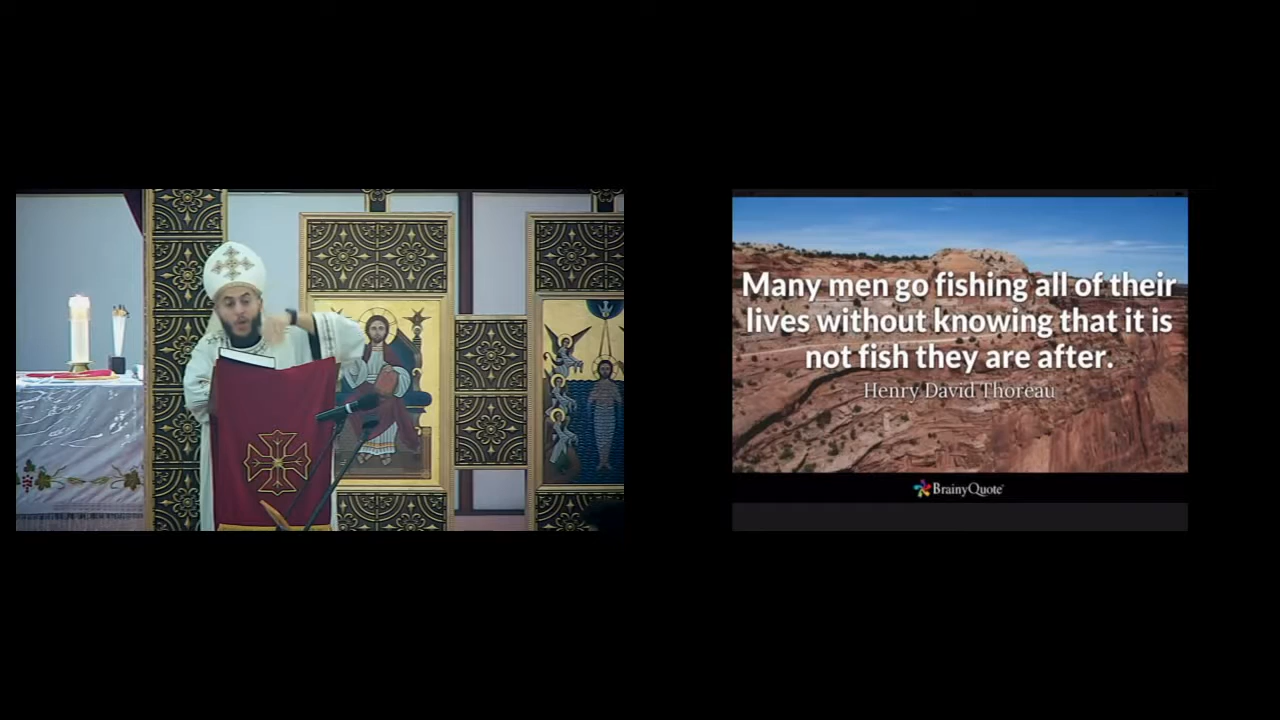 Many men go fishing all of their
lives without knowing that it is
not fish they are after.
Henry David Thoreau
BrainyQuote